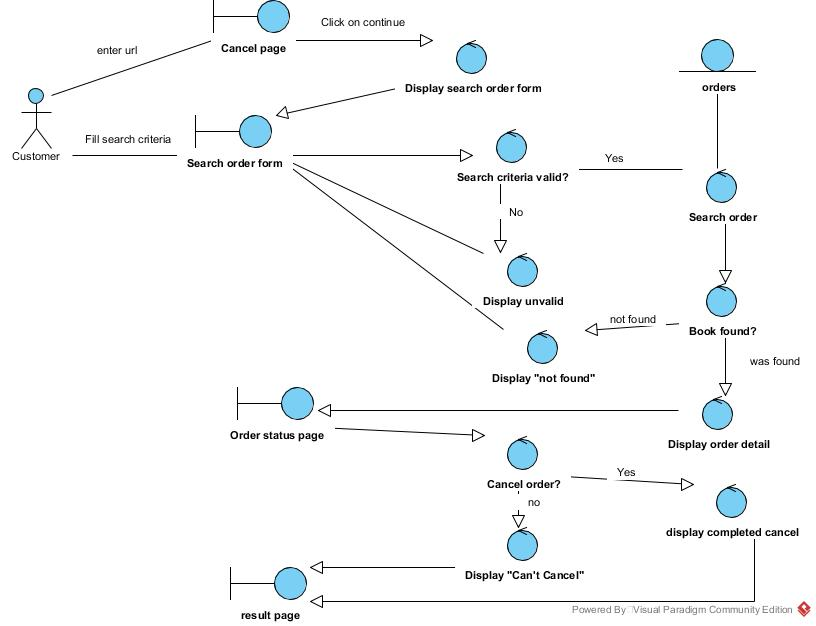 Click on continue
enter url
Cancel page
Display search order form
orders
Customer
Fill search criteria
Search order form
Search criteria valid?
Yes
No
Search order
Display unvalid
not found
Book found?
was found
Display "not found"
Order status page
Display order detail
Cancel order?
Yes
no
display completed cancel
Display "Can't Cancel"
result page
Powered By Visual Paradigm Community Edition